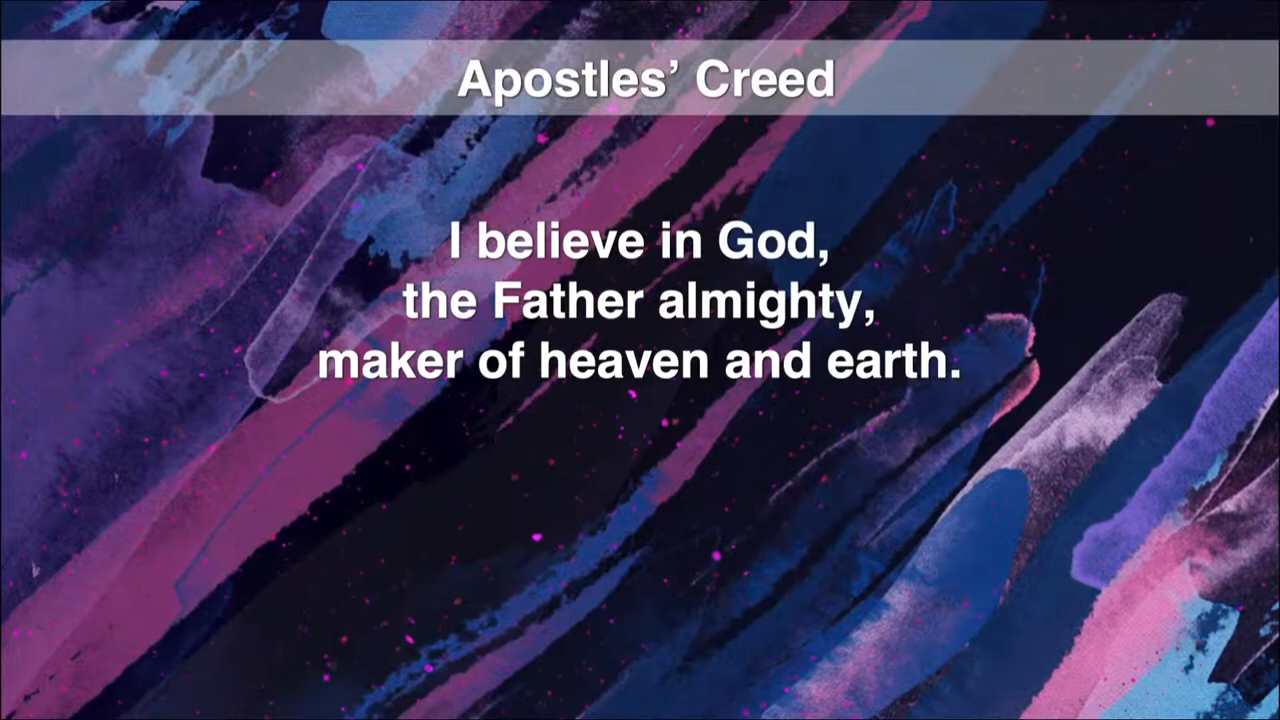 Apostles’ Creed
I believe in God,
the Father almighty,
maker of heaven and earth.